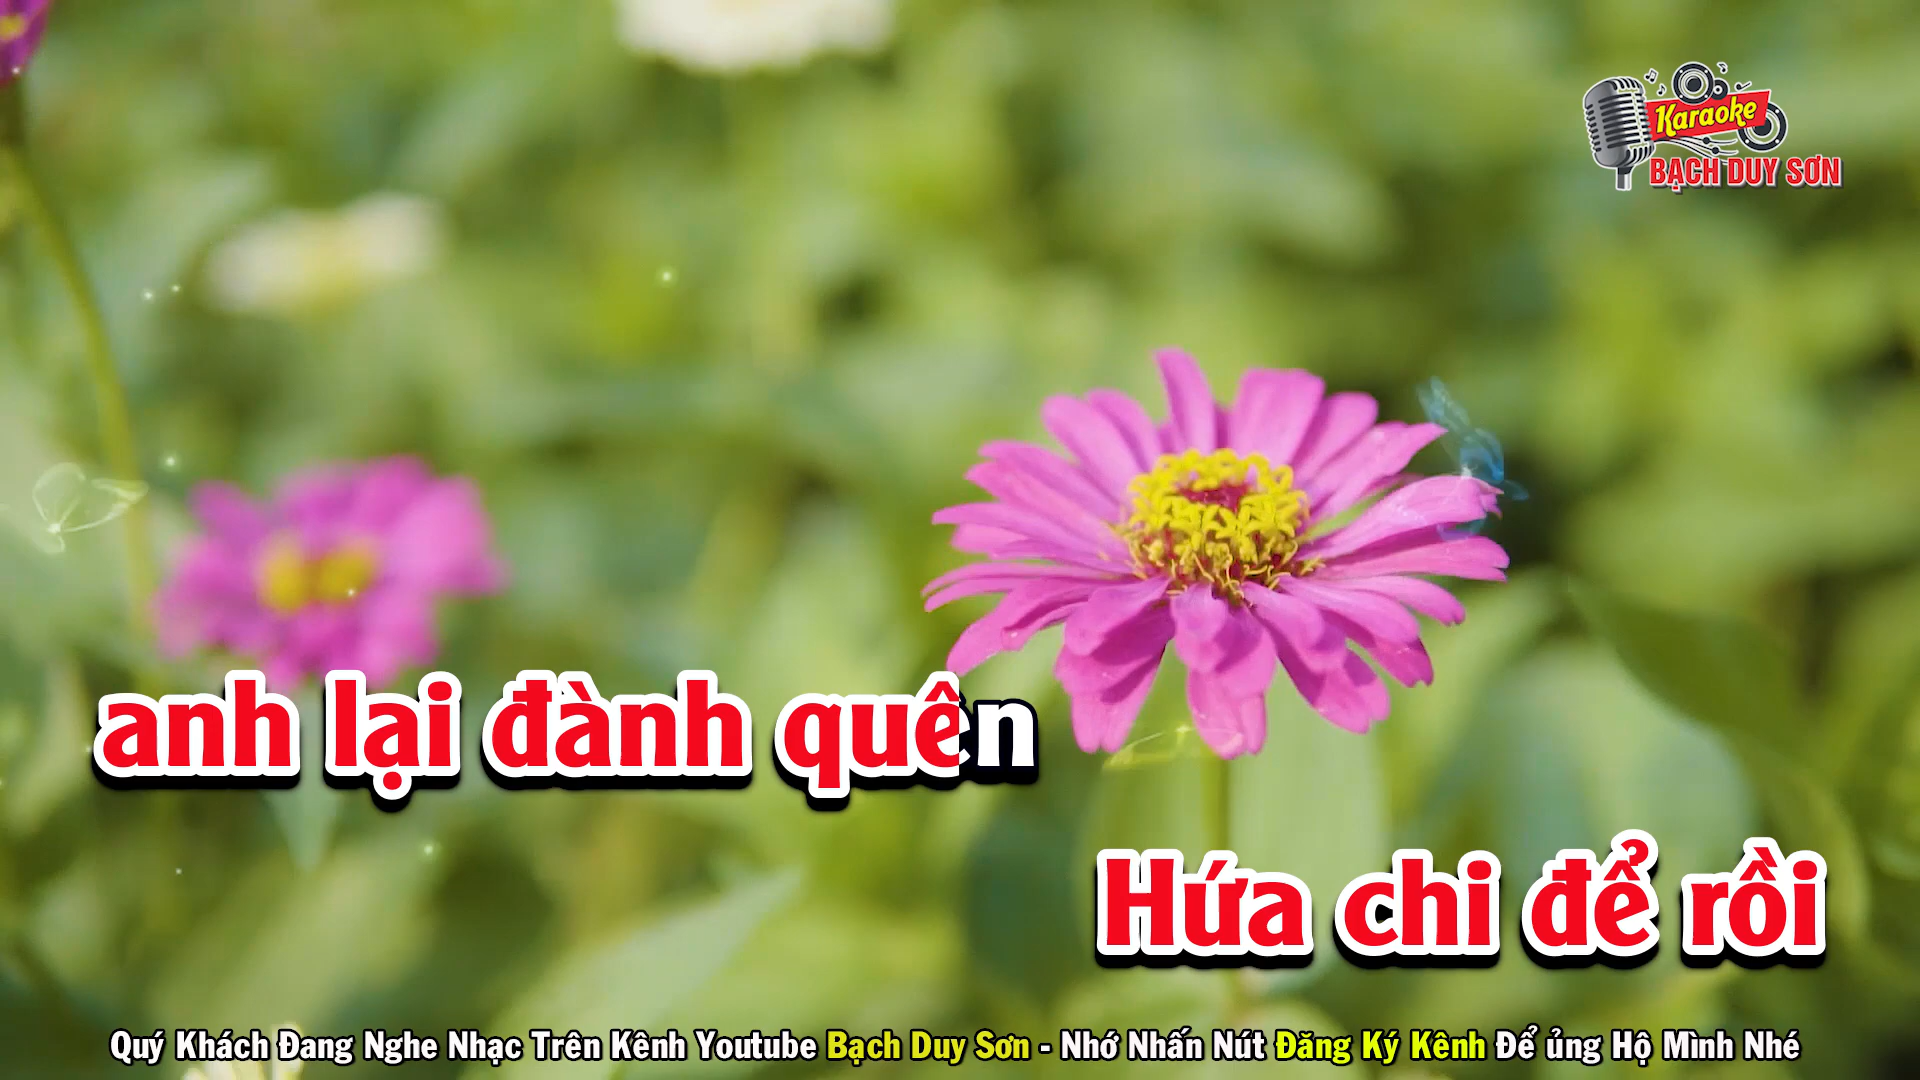 Karaoke
BẠCH DUY SƠN
anh lại đành quên
Hứa chi để rồi
Quý Khách Đang Nghe Nhạc Trên Kênh Youtube Bạch Duy Sơn - Nhớ Nhấn Nút Đăng Ký Kênh Để ủng Hộ Mình Nhé